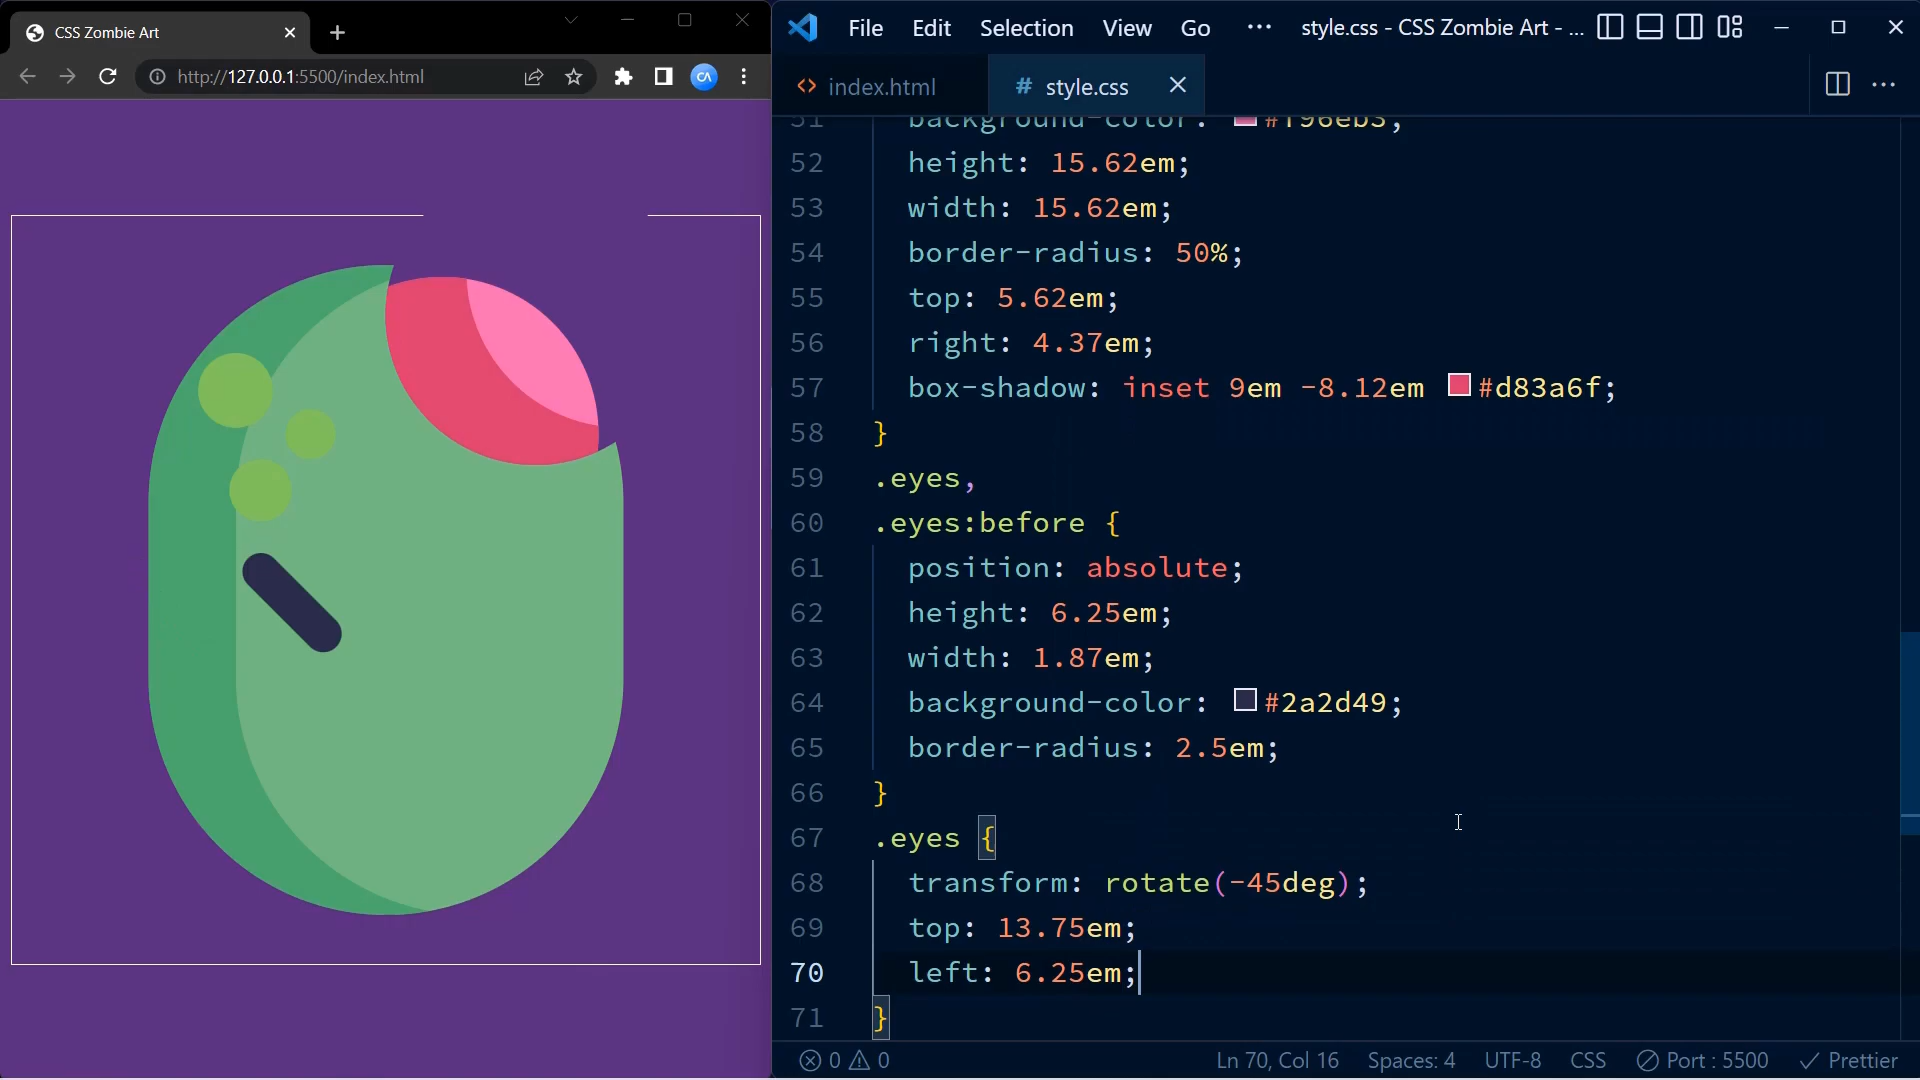 CSS Zombie Art
http://127.0.0.1:5500/index.html
CA
File Edit Selection View Go ··· style.css - CSS Zombie Art - ...
<> index.html # style.css
51 background-color: #f96eb3;
52 height: 15.62em;
53 width: 15.62em;
54 border-radius: 50%;
55 top: 5.62em;
56 right: 4.37em;
57 box-shadow: inset 9em -8.12em #d83a6f;
58 }
59 .eyes,
60 .eyes:before {
61 position: absolute;
62 height: 6.25em;
63 width: 1.87em;
64 background-color: #2a2d49;
65 border-radius: 2.5em;
66 }
67 .eyes {
68 transform: rotate(-45deg);
69 top: 13.75em;
70 left: 6.25em;
71 }
0 0 Ln 70, Col 16 Spaces: 4 UTF-8 CSS Port : 5500 Prettier